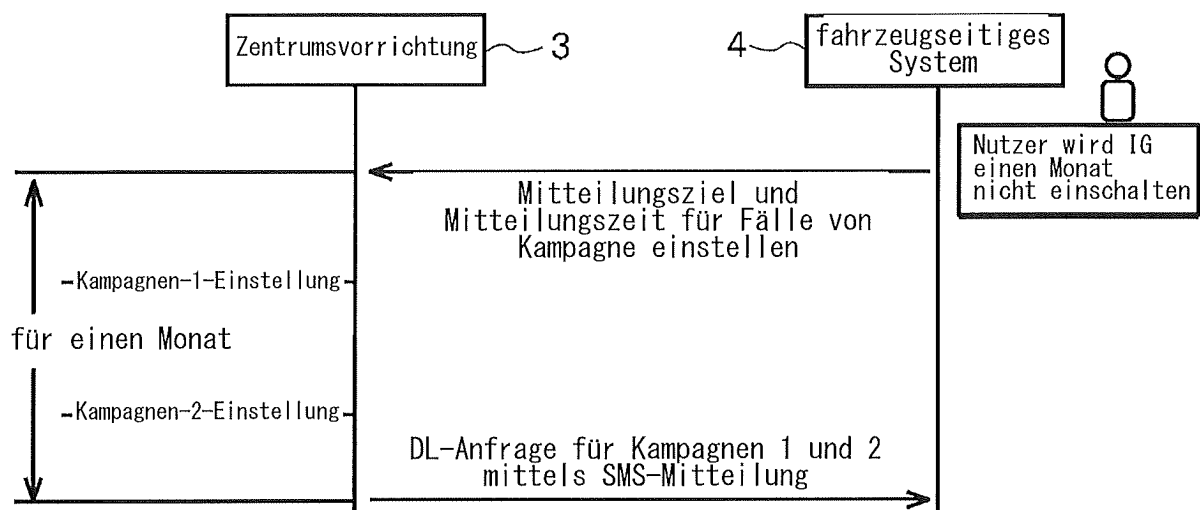 Zentrumsvorrichtung
3
4
fahrzeugseitiges
System
Nutzer wird IG
einen Monat
nicht einschalten
Mitteilungsziel und
Mitteilungszeit für Fälle von
Kampagne einstellen
Kampagnen-1-Einstellung
für einen Monat
Kampagnen-2-Einstellung
DL-Anfrage für Kampagnen 1 und 2
mittels SMS-Mitteilung